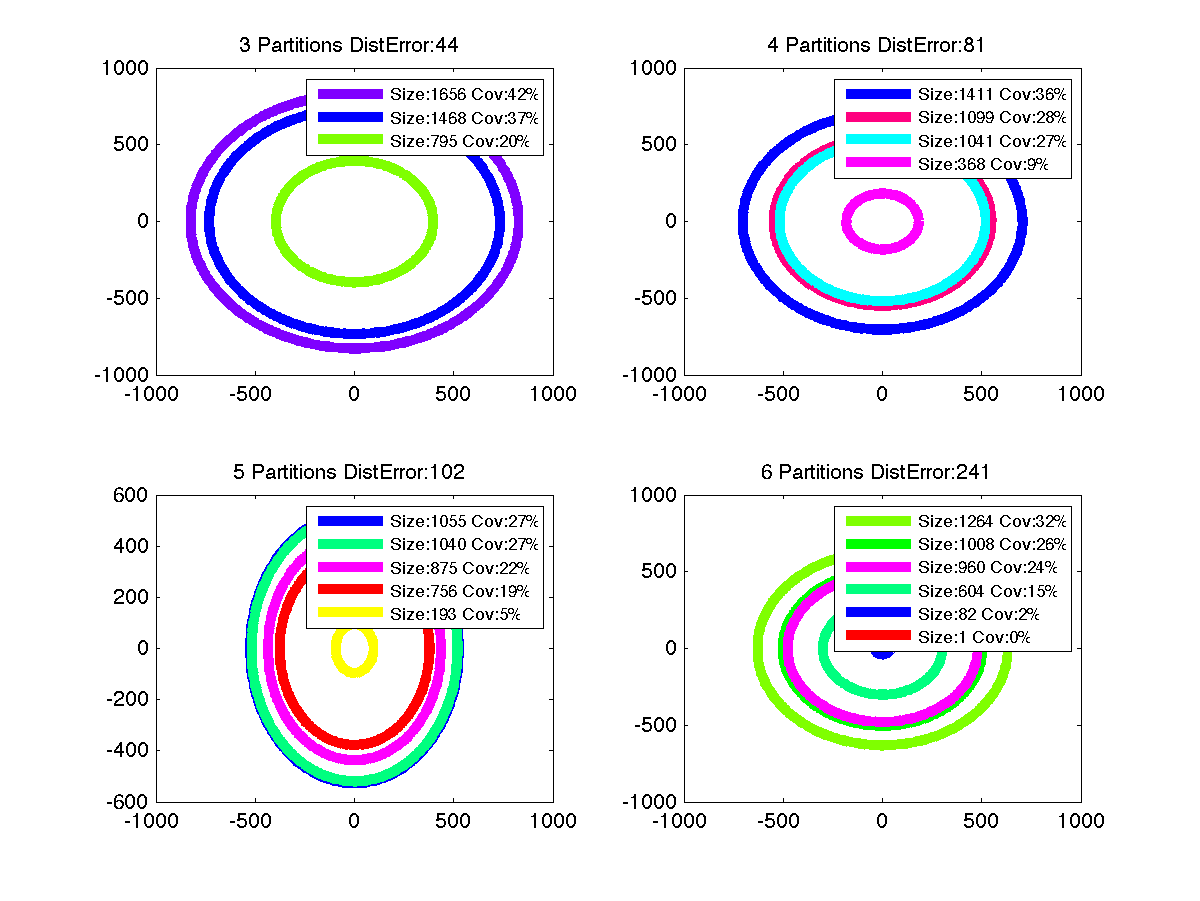 3 Partitions DistError:44
1000
500
0
-500
-1000
-1000 -500 0 500 1000
Size:1656 Cov:42%
Size:1468 Cov:37%
Size:795 Cov:20%
4 Partitions DistError:81
1000
500
0
-500
-1000
-1000 -500 0 500 1000
Size:1411 Cov:36%
Size:1099 Cov:28%
Size:1041 Cov:27%
Size:368 Cov:9%
5 Partitions DistError:102
600
400
200
0
-200
-400
-600
-1000 -500 0 500 1000
Size:1055 Cov:27%
Size:1040 Cov:27%
Size:875 Cov:22%
Size:756 Cov:19%
Size:193 Cov:5%
6 Partitions DistError:241
1000
500
0
-500
-1000
-1000 -500 0 500 1000
Size:1264 Cov:32%
Size:1008 Cov:26%
Size:960 Cov:24%
Size:604 Cov:15%
Size:82 Cov:2%
Size:1 Cov:0%